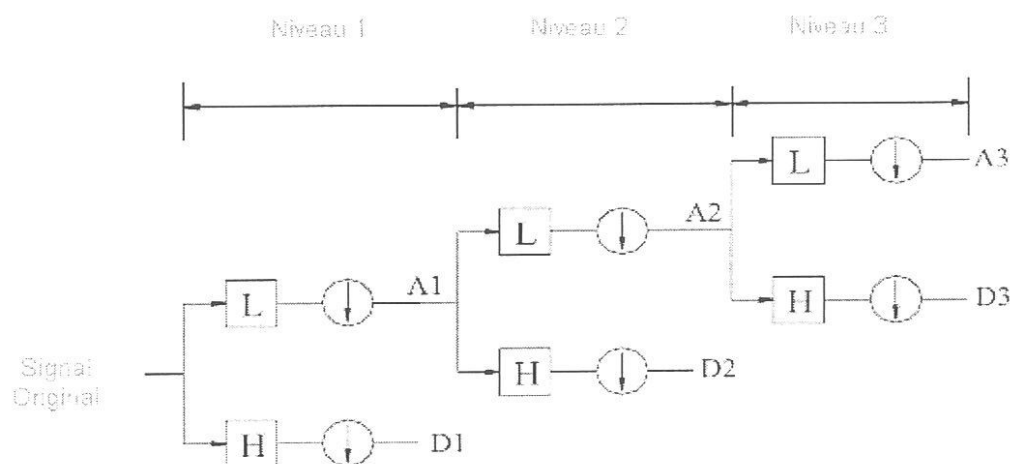 Niveau 1
Niveau 2
Niveau 3
L
A3
L
A2
L
A1
H
D3
Signal
Original
H
D2
H
D1